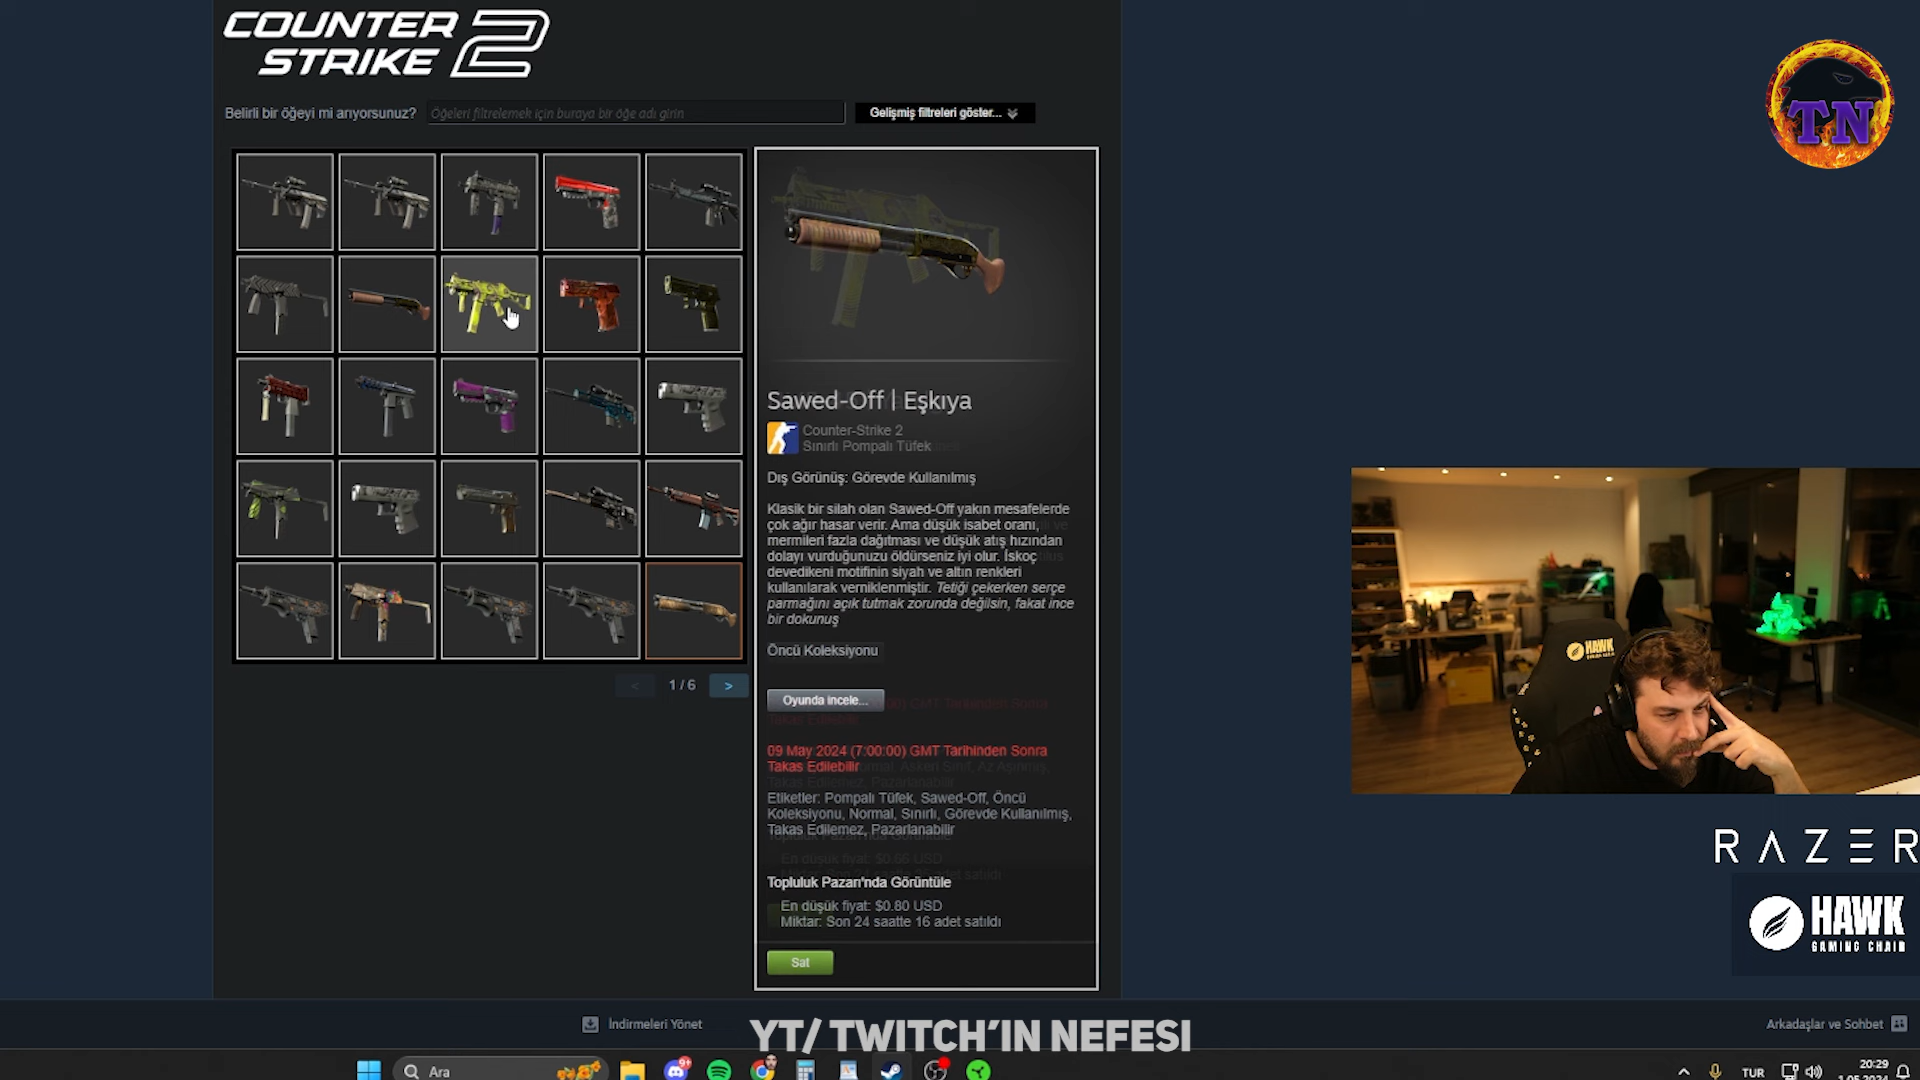 COUNTER
STRIKE 2
TN
Belirli bir öğeyi mi arıyorsunuz?
Öğeleri filtrelemek için buraya bir öğe adı girin
Gelişmiş filtreleri göster...
Sawed-Off | Eşkıya
Counter-Strike 2
Sınırlı Pompalı Tüfek
Dış Görünüş: Görevde Kullanılmış
Klasik bir silah olan Sawed-Off yakın mesafelerde
çok ağır hasar verir. Ama düşük isabet oranı,
mermileri fazla dağıtması ve düşük atış hızından
dolayı vurduğunuzu öldürseniz iyi olur. İskoç
devedikeni motifinin siyah ve altın renkleri
kullanılarak verniklenmiştir. Tetiği çekerken serçe
parmağını açık tutmak zorunda değilsin, fakat ince
bir dokunuş
Öncü Koleksiyonu
< 1 / 6 >
Oyunda incele...
09 May 2024 (7:00:00) GMT Tarihinden Sonra
Takas Edilebilir
Etiketler: Pompalı Tüfek, Sawed-Off, Öncü
Koleksiyonu, Normal, Sınırlı, Görevde Kullanılmış,
Takas Edilemez, Pazarlanabilir
Topluluk Pazarı'nda Görüntüle
En düşük fiyat: $0.80 USD
Miktar: Son 24 saatte 16 adet satıldı
Sat
HAWK
RAZER
HAWK
GAMING CHAIR
İndirmeleri Yönet
YT/ TWITCH'IN NEFESI
Arkadaşlar ve Sohbet
Ara
TUR
20:29
1.05.2024